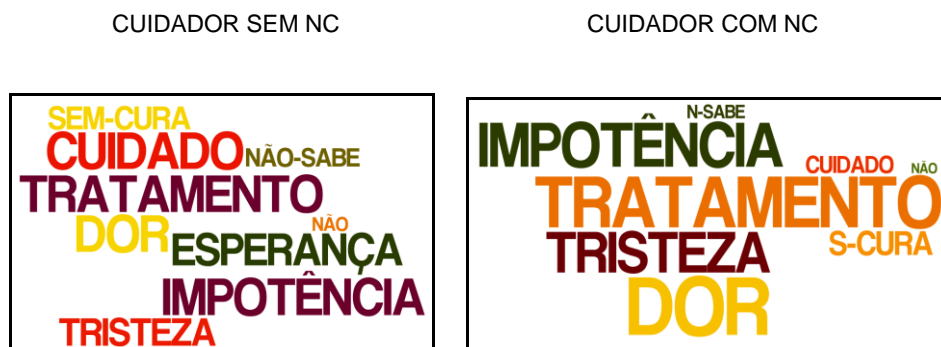 CUIDADOR SEM NC
CUIDADOR COM NC
SEM-CURA
CUIDADO
NÃO-SABE
TRATAMENTO
NÃO
DOR
ESPERANÇA
IMPOTÊNCIA
TRISTEZA
N-SABE
IMPOTÊNCIA
CUIDADO
NÃO
TRATAMENTO
TRISTEZA
S-CURA
DOR